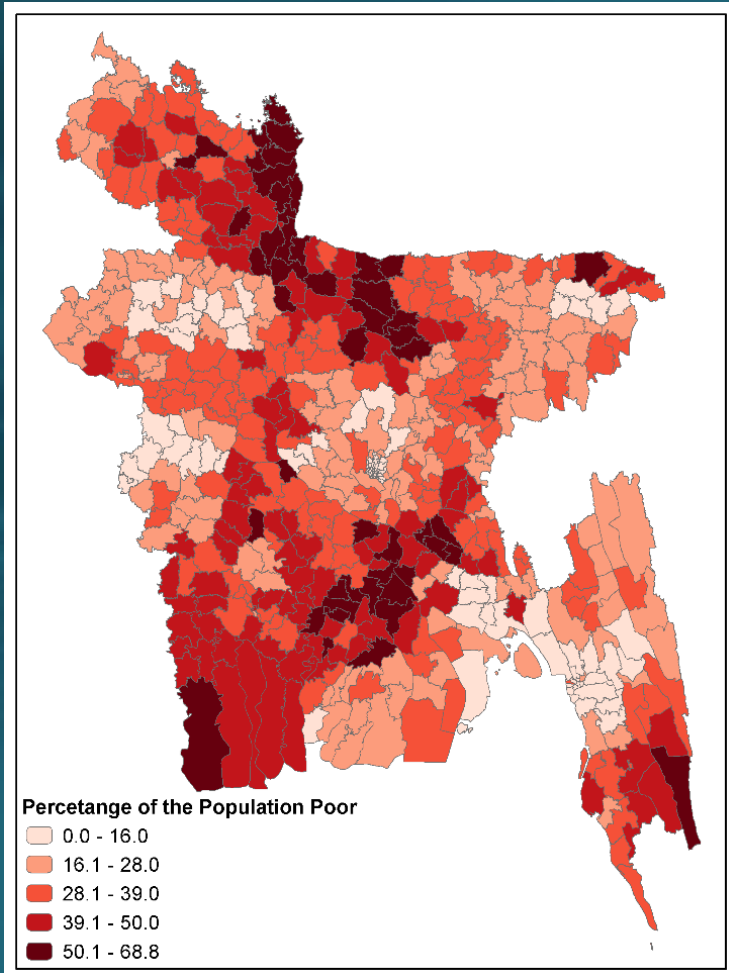 Percetange of the Population Poor
0.0 - 16.0
16.1 - 28.0
28.1 - 39.0
39.1 - 50.0
50.1 - 68.8